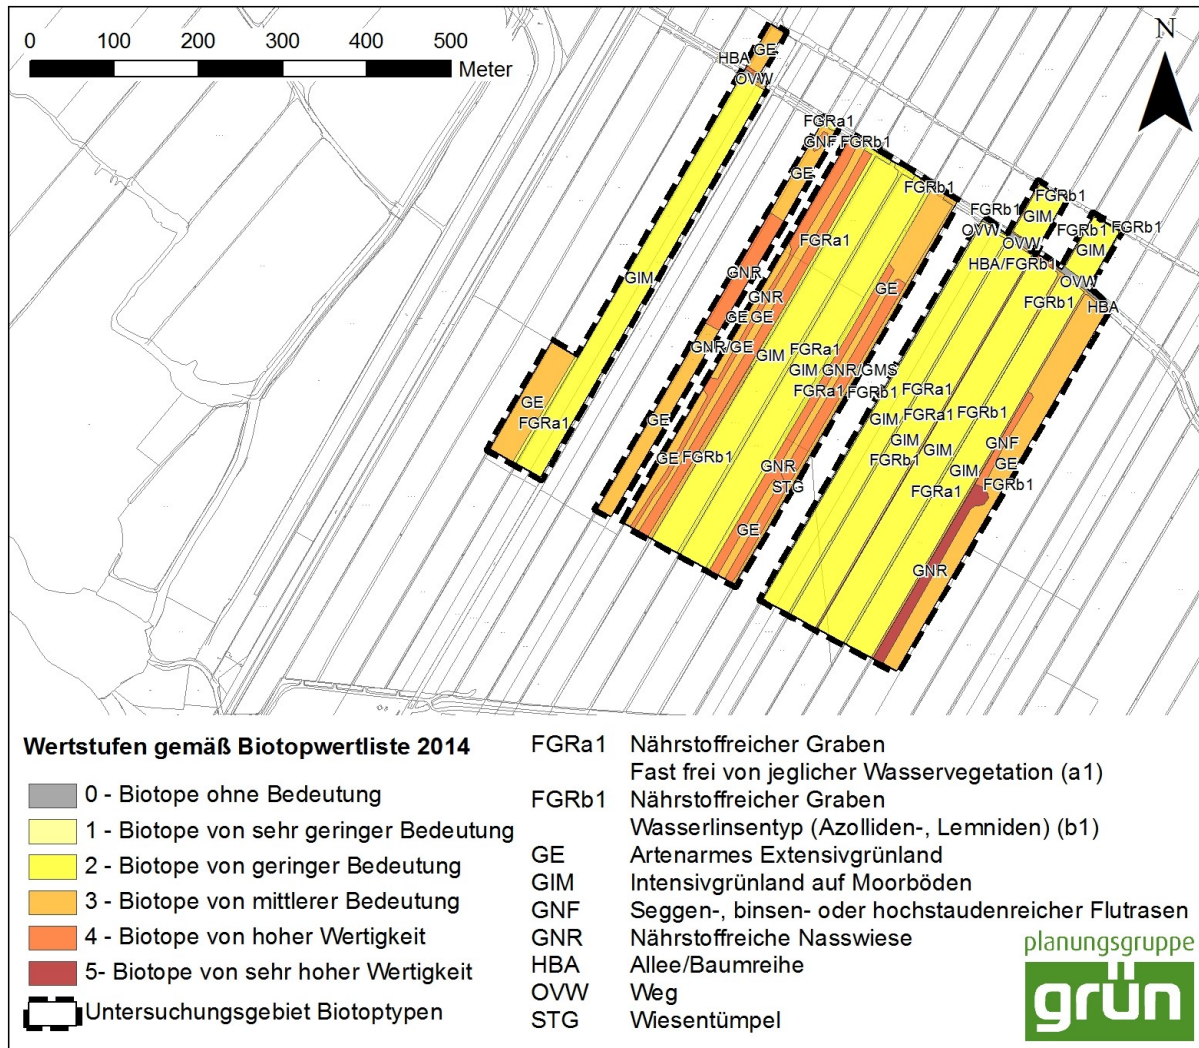 0 100 200 300 400 500
Meter
N
GE
HBA
OVW
FGRa1
GNF FGRb1
GE
FGRb1
FGRb1
FGRb1
GIM
OVW
FGRb1
FGRb1
OVW
GIM
FGRa1
HBA/FGRb1
GNR
GIM
OVW
GE
GNR
FGRb1
HBA
GE GE
GNR/GE
GIM
FGRa1
GIM GNR/GMS
FGRa1
FGRb1
FGRa1
GE
FGRa1
GIM
FGRa1
FGRb1
GE
GIM
GNF
GIM
GE
FGRb1
FGRb1
GE
GNR
GIM
STG
FGRa1
FGRb1
GE
GNR
Wertstufen gemäß Biotopwertliste 2014
0 - Biotope ohne Bedeutung
1 - Biotope von sehr geringer Bedeutung
2 - Biotope von geringer Bedeutung
3 - Biotope von mittlerer Bedeutung
4 - Biotope von hoher Wertigkeit
5- Biotope von sehr hoher Wertigkeit
Untersuchungsgebiet Biotoptypen
FGRa1 Nährstoffreicher Graben
Fast frei von jeglicher Wasservegetation (a1)
FGRb1 Nährstoffreicher Graben
Wasserlinsentyp (Azolliden-, Lemniden) (b1)
GE Artenarmes Extensivgrünland
GIM Intensivgrünland auf Moorböden
GNF Seggen-, binsen- oder hochstaudenreicher Flutrasen
GNR Nährstoffreiche Nasswiese
HBA Allee/Baumreihe
OVW Weg
STG Wiesentümpel
planungsgruppe
grün